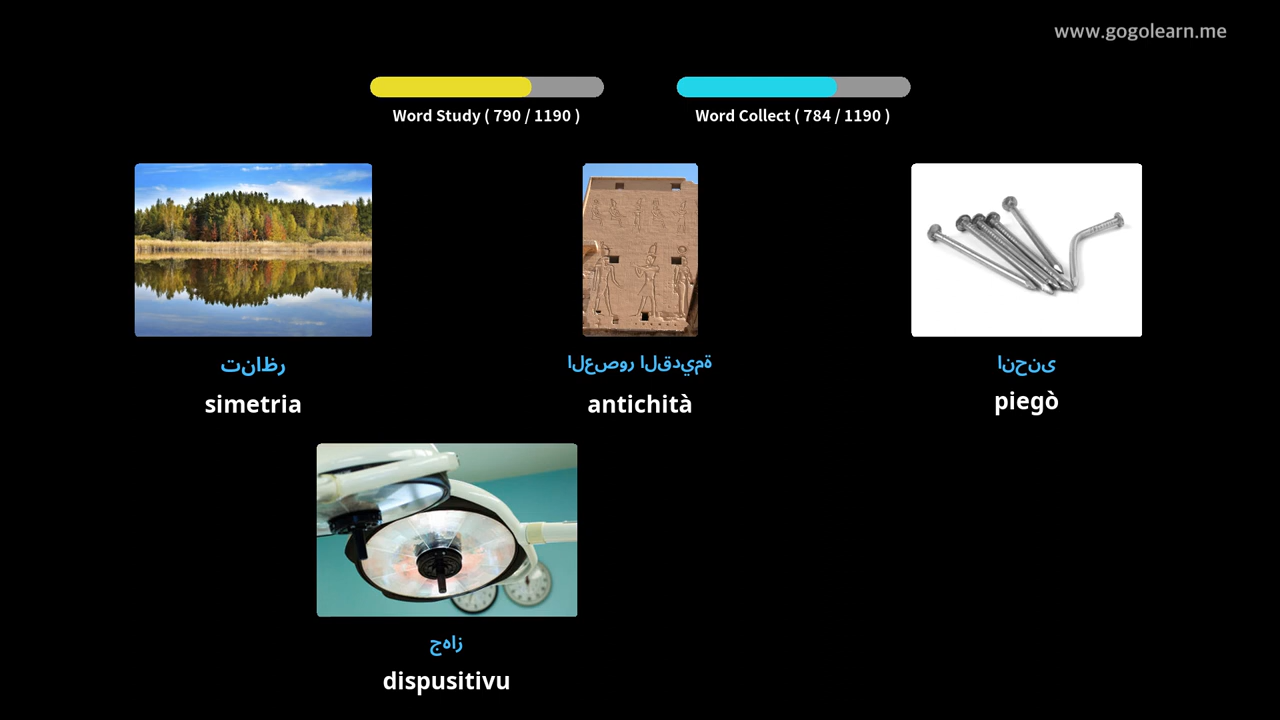 www.gogolearn.me
Word Study ( 790 / 1190 )
Word Collect ( 784 / 1190 )
تناظر
العصور القديمة
انحنى
simetria
antichità
piegò
جهاز
dispusitivu